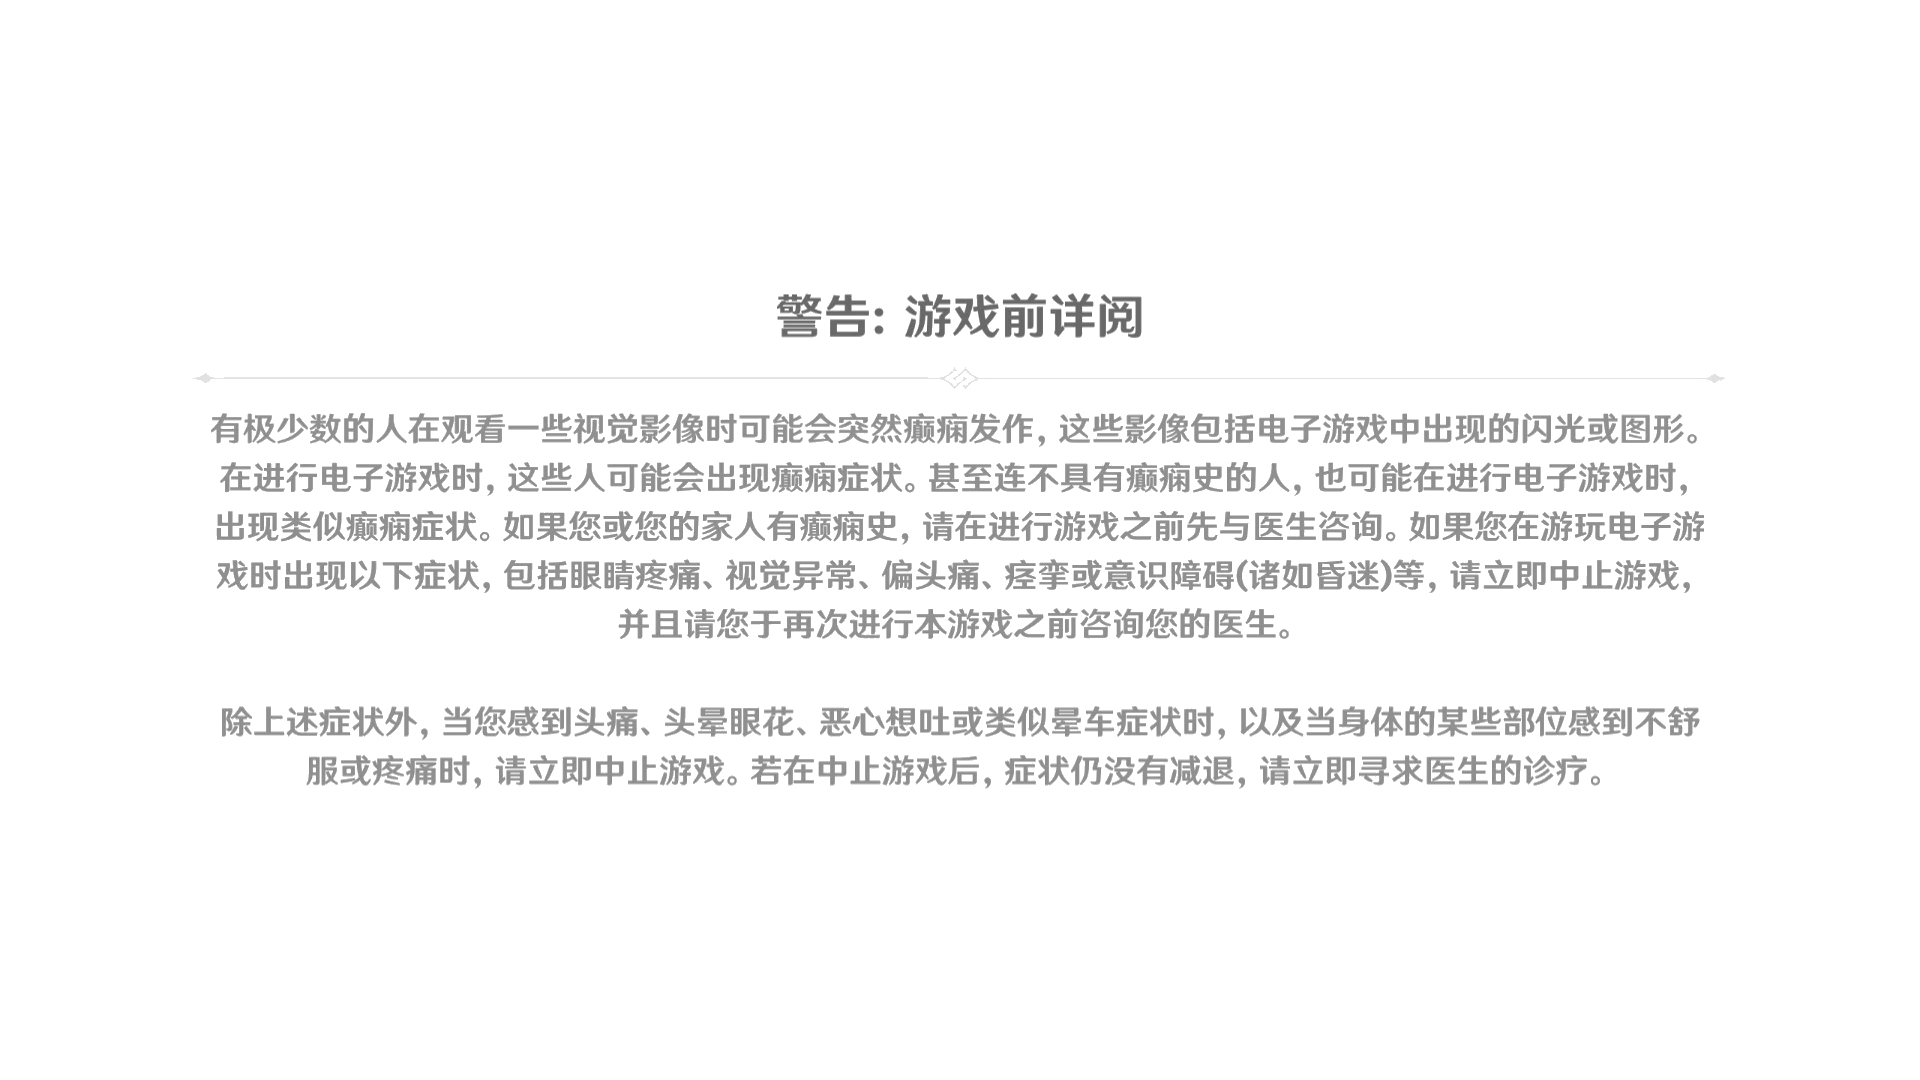 警告: 游戏前详阅
有极少数的人在观看一些视觉影像时可能会突然癫痫发作, 这些影像包括电子游戏中出现的闪光或图形。
在进行电子游戏时, 这些人可能会出现癫痫症状。甚至连不具有癫痫史的人, 也可能在进行电子游戏时,
出现类似癫痫症状。如果您或您的家人有癫痫史, 请在进行游戏之前先与医生咨询。如果您在游玩电子游
戏时出现以下症状, 包括眼睛疼痛、视觉异常、偏头痛、痉挛或意识障碍(诸如昏迷)等, 请立即中止游戏,
并且请您于再次进行本游戏之前咨询您的医生。
除上述症状外, 当您感到头痛、头晕眼花、恶心想吐或类似晕车症状时, 以及当身体的某些部位感到不舒
服或疼痛时, 请立即中止游戏。若在中止游戏后, 症状仍没有减退, 请立即寻求医生的诊疗。